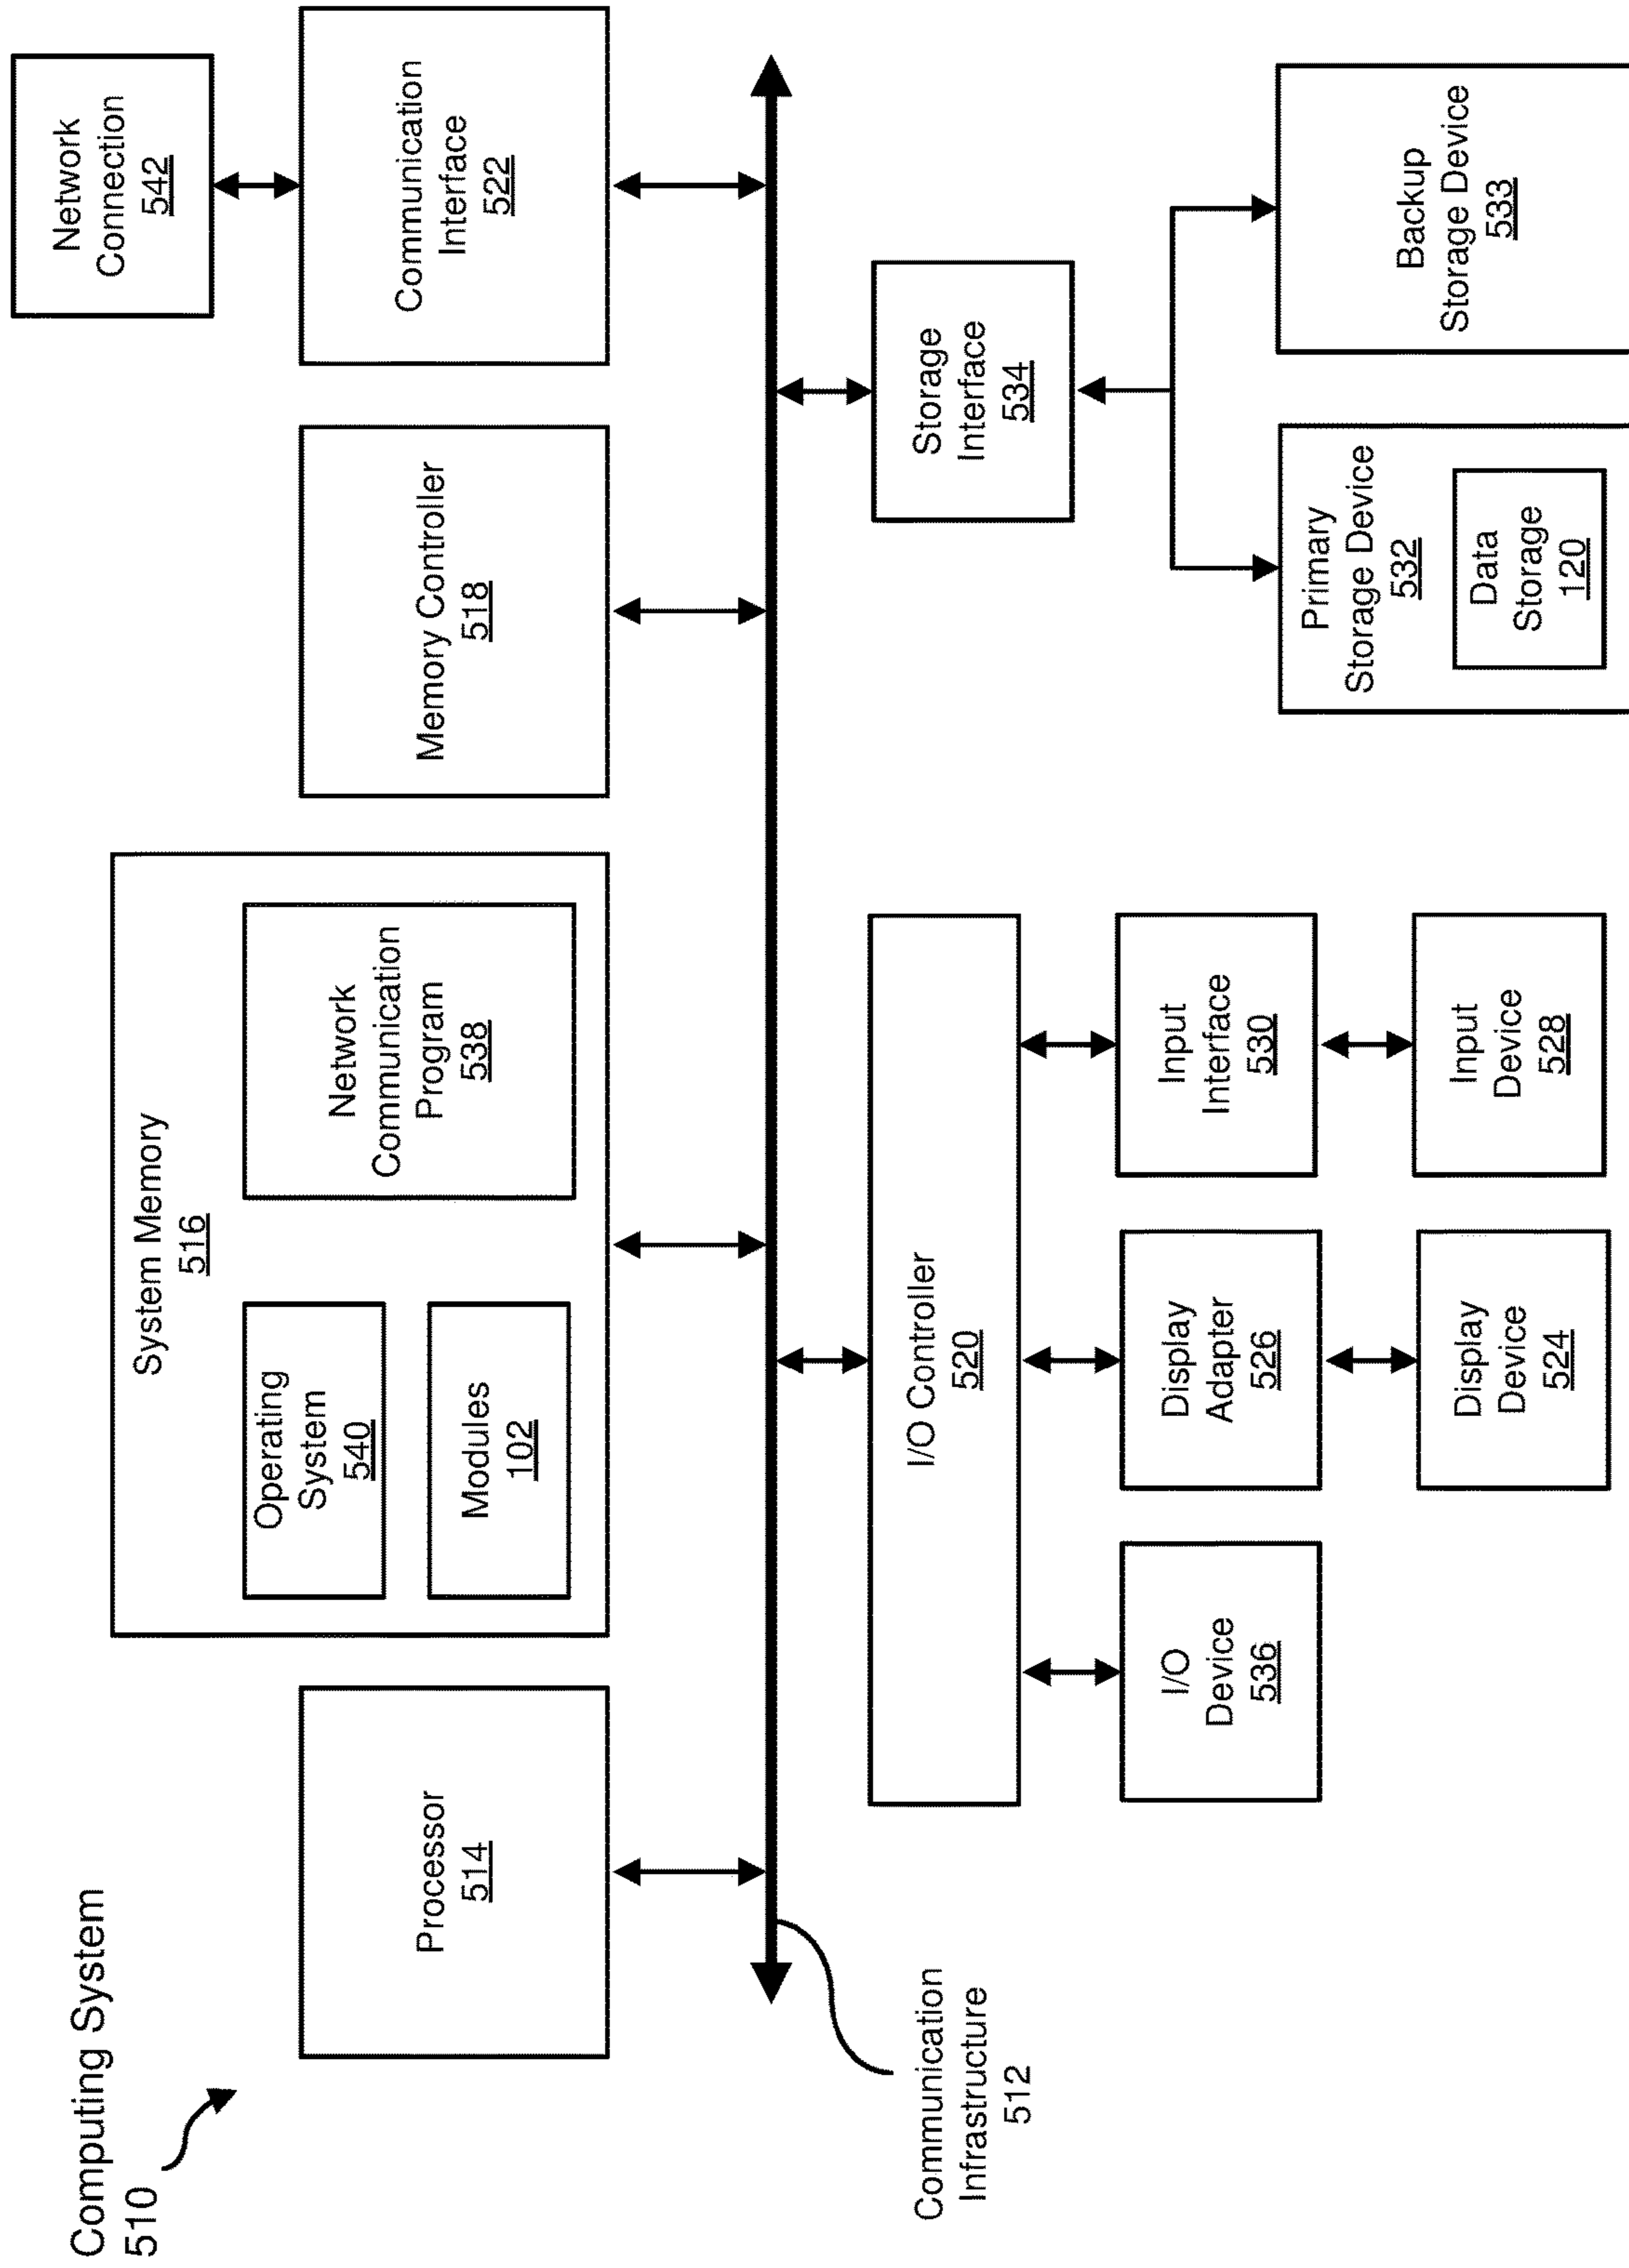 Computing System
510
Processor
514
System Memory
516
Operating
System
540
Modules
102
Network
Communication
Program
538
Memory Controller
518
Network
Connection
542
Communication
Interface
522
Communication
Infrastructure
512
I/O Controller
520
I/O
Device
536
Display
Adapter
526
Display
Device
524
Input
Interface
530
Input
Device
528
Storage
Interface
534
Primary
Storage Device
532
Data
Storage
120
Backup
Storage Device
533